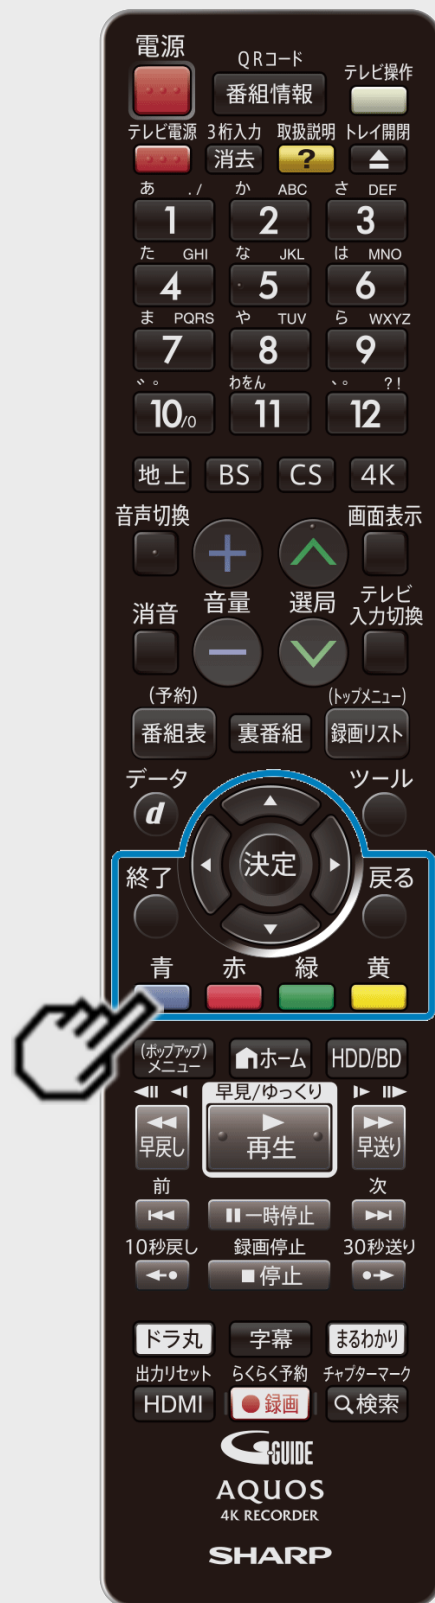 電源
QRコード
番組情報
テレビ操作
テレビ電源 3桁入力 取扱説明 トレイ開閉
消去 ? 
あ ./ か ABC さ DEF
1 2 3
た GHI な JKL は MNO
4 5 6
ま PQRS や TUV ら WXYZ
7 8 9
゛゜ わをん 、。 ?!
10/0 11 12
地上 BS CS 4K
音声切換 画面表示
消音 音量 選局 テレビ
入力切換
(予約) (トップメニュー)
番組表 裏番組 録画リスト
データ ツール
d
決定
終了 戻る
青 赤 緑 黄
(ポップアップ)
メニュー ホーム HDD/BD
早見/ゆっくり
早戻し 再生 早送り
前 次
一時停止
10秒戻し 録画停止 30秒送り
停止
ドラ丸 字幕 まるわかり
出力リセット らくらく予約 チャプターマーク
HDMI 録画 検索
G-GUIDE
AQUOS
4K RECORDER
SHARP